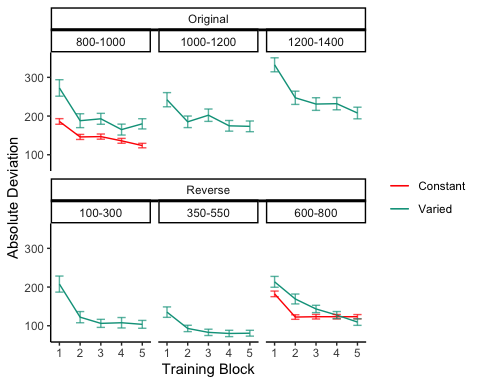 Original
800-1000 1000-1200 1200-1400
300
200
100
Absolute Deviation
Reverse
100-300 350-550 600-800
300
200
100
1 2 3 4 5 1 2 3 4 5 1 2 3 4 5
Training Block
Constant
Varied